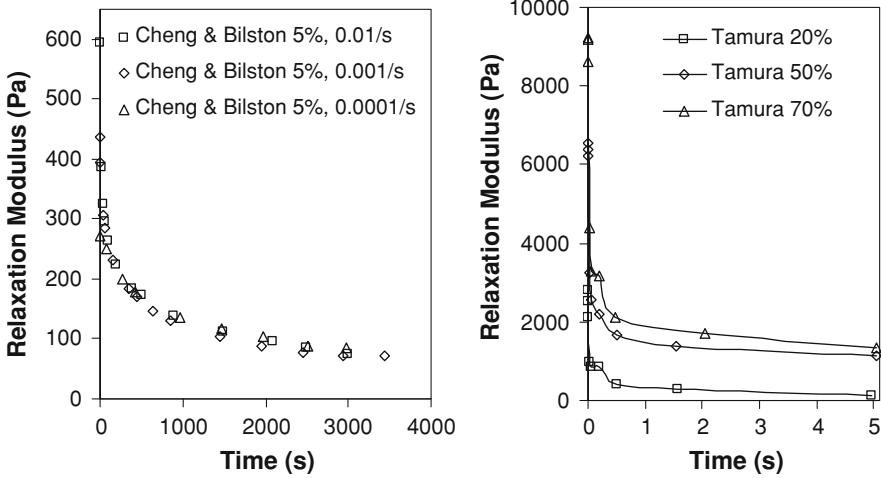 Relaxation Modulus (Pa)
600
500
400
300
200
100
0
0 1000 2000 3000 4000
Time (s)
Cheng & Bilston 5%, 0.01/s
Cheng & Bilston 5%, 0.001/s
Cheng & Bilston 5%, 0.0001/s
Relaxation Modulus (Pa)
10000
8000
6000
4000
2000
0
0 1 2 3 4 5
Time (s)
Tamura 20%
Tamura 50%
Tamura 70%